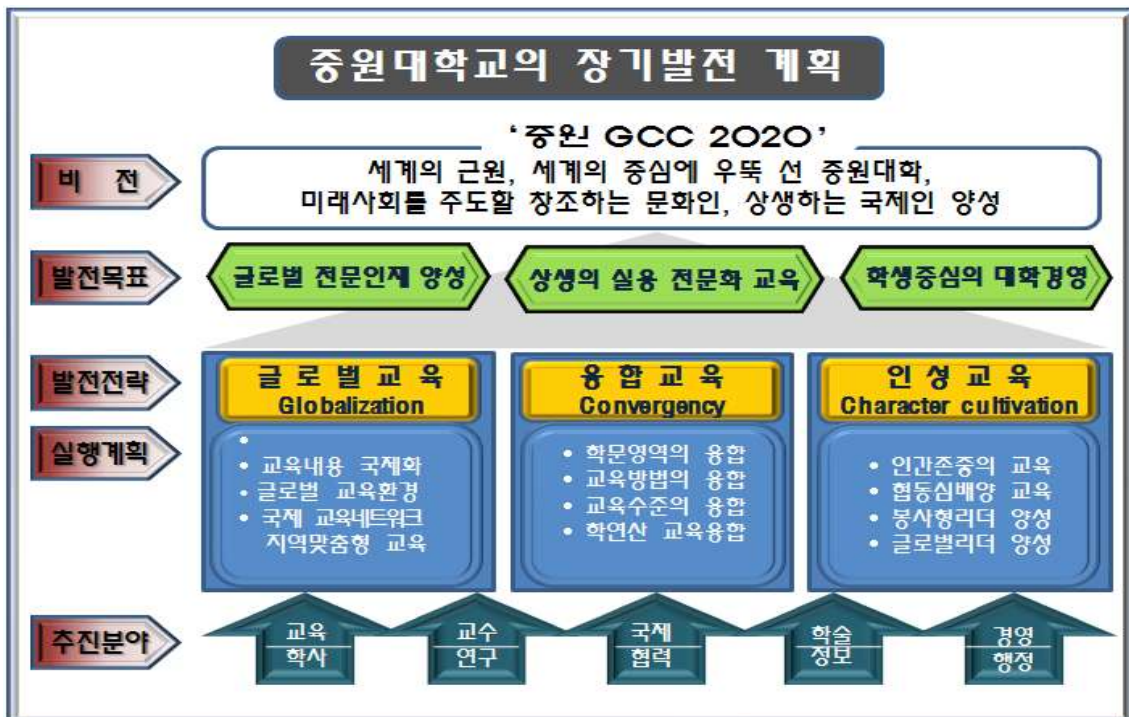 중원대학교의 장기발전 계획
'중원 GCC 2020'
비 전
세계의 근원, 세계의 중심에 우뚝 선 중원대학,
미래사회를 주도할 창조하는 문화인, 상생하는 국제인 양성
발전목표
글로벌 전문인재 양성
상생의 실용 전문화 교육
학생중심의 대학경영
발전전략
글로벌교육
Globalization
융합교육
Convergency
인성교육
Character cultivation
실행계획
•
• 교육내용 국제화
• 글로벌 교육환경
• 국제 교육네트워크
지역맞춤형 교육
• 학문영역의 융합
• 교육방법의 융합
• 교육수준의 융합
• 학연산 교육융합
• 인간존중의 교육
• 협동심배양 교육
• 봉사형리더 양성
• 글로벌리더 양성
추진분야
교육
학사
교수
연구
국제
협력
학술
정보
경영
행정